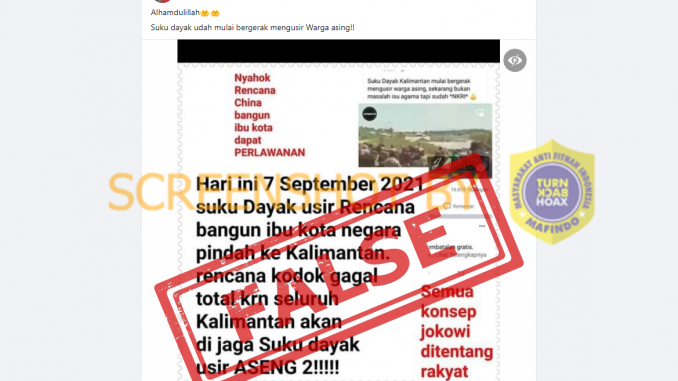 Alhamdulillah🤗🤗
Suku dayak udah mulai bergerak mengusir Warga asing!!
Nyahok
Rencana
China
bangun
ibu kota
dapat
PERLAWANAN
Suku Dayak Kalimantan mulai bergerak
mengusir warga asing, sekarang bukan
masalah isu agama tapi sudah *NKRI* 👍
Hari ini 7 September 2021
suku Dayak usir Rencana
bangun ibu kota negara
pindah ke Kalimantan.
rencana kodok gagal
total krn seluruh
Kalimantan akan
di jaga Suku dayak
usir ASENG 2!!!!!
Komentar
Semua
konsep
jokowi
ditentang
rakyat
SCREENSHOT BY
FALSE
MASYARAKAT ANTI FITNAH INDONESIA
TURN
BACK
HOAX
MAFINDO